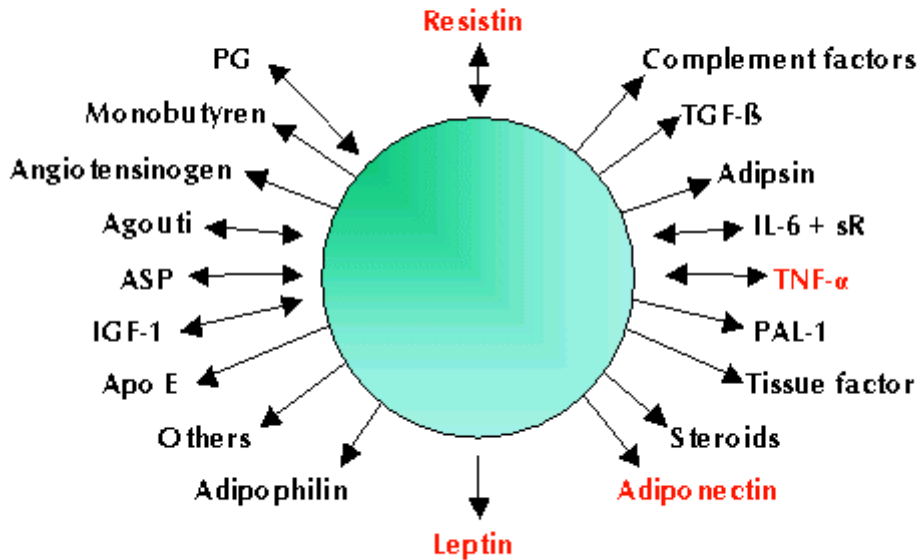 Resistin
PG
Complement factors
Monobutyren
TGF-ß
Angiotensinogen
Adipsin
Agouti
IL-6 + sR
ASP
TNF-α
IGF-1
PAL-1
Apo E
Tissue factor
Others
Steroids
Adipophilin
Adiponectin
Leptin